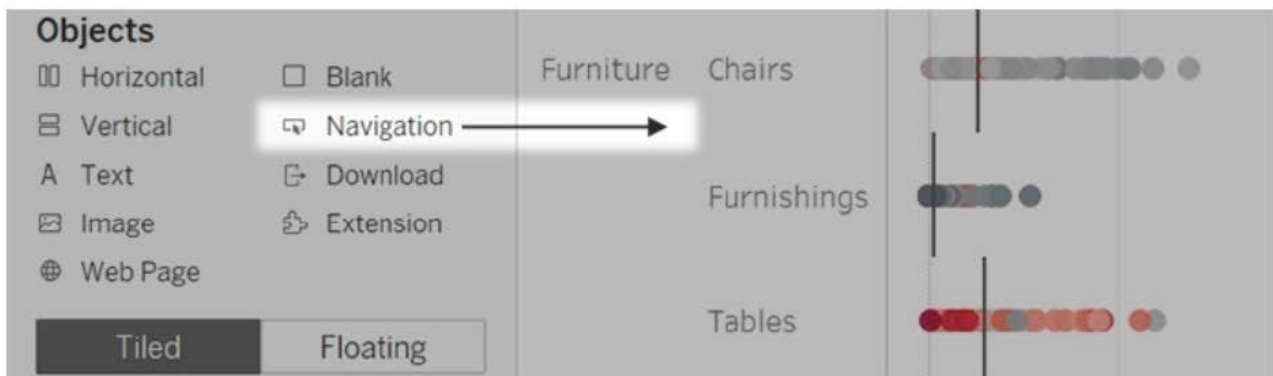 Objects
Horizontal
Blank
Vertical
Navigation
A Text
Download
Image
Extension
Web Page
Tiled
Floating
Furniture
Chairs
Furnishings
Tables